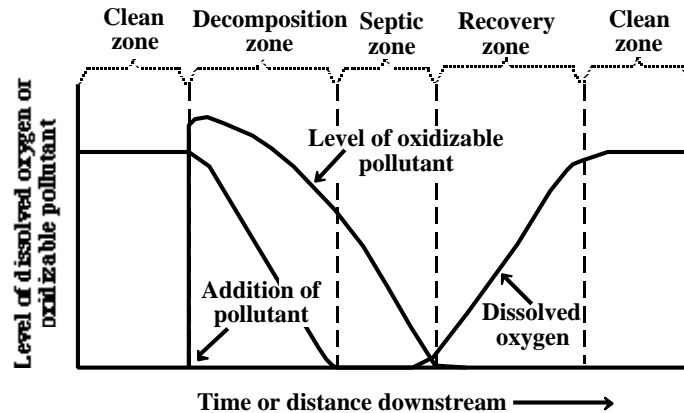 Clean
zone
Decomposition
zone
Septic
zone
Recovery
zone
Clean
zone
Level of dissolved oxygen or
oxidizable pollutant
Level of oxidizable
pollutant
Addition of
pollutant
Dissolved
oxygen
Time or distance downstream